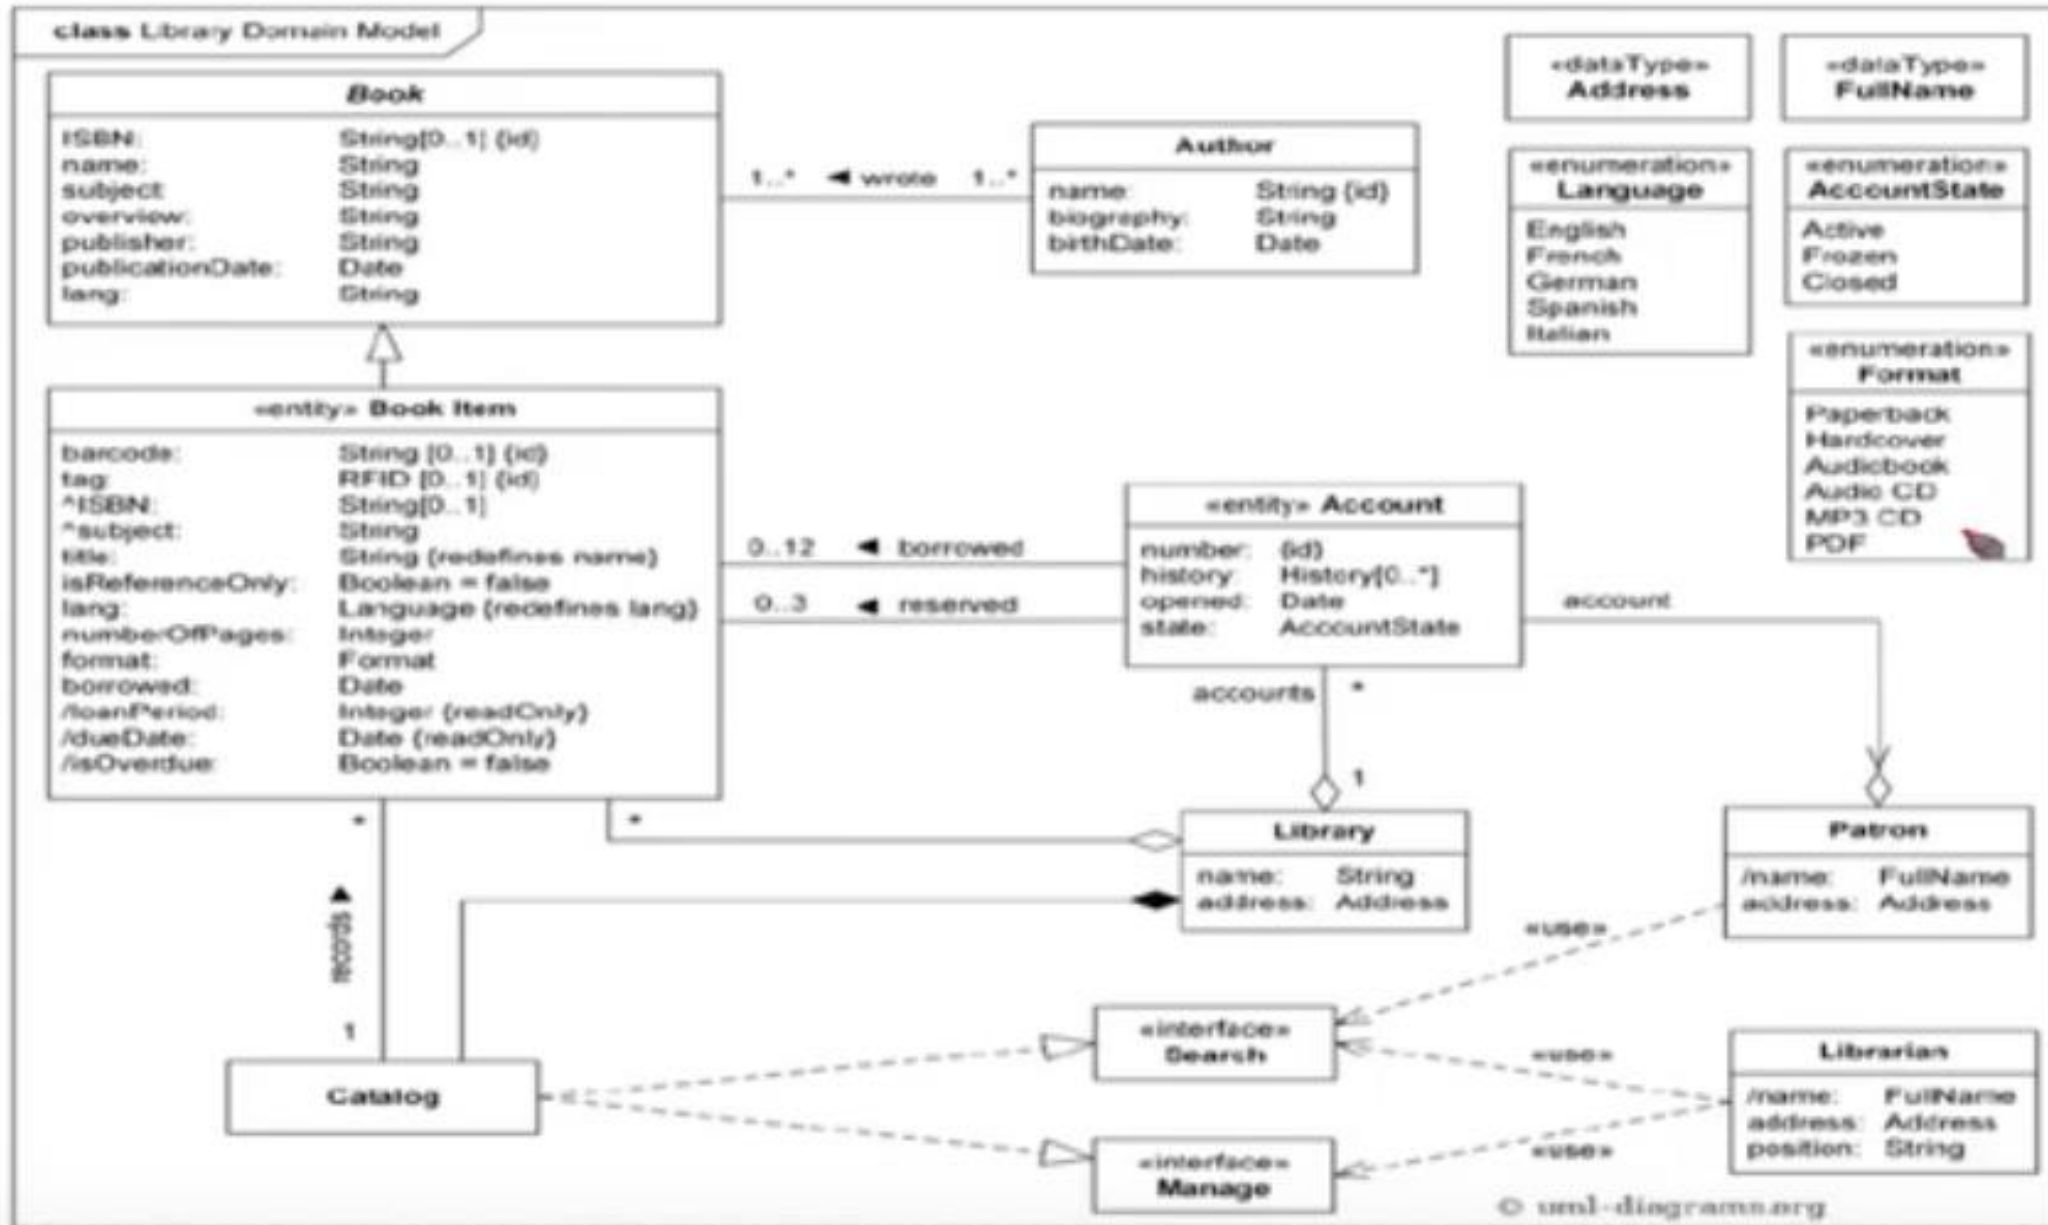 class Library Domain Model
Book
ISBN: String[0..1] {id}
name: String
subject: String
overview: String
publisher: String
publicationDate: Date
lang: String
1..* ◄ wrote 1..*
Author
name: String {id}
biography: String
birthDate: Date
«dataType»
Address
«dataType»
FullName
«enumeration»
Language
English
French
German
Spanish
Italian
«enumeration»
AccountState
Active
Frozen
Closed
«enumeration»
Format
Paperback
Hardcover
Audiobook
Audio CD
MP3 CD
PDF
«entity» Book Item
barcode: String [0..1] {id}
tag: RFID [0..1] {id}
^ISBN: String[0..1]
^subject: String
title: String {redefines name}
isReferenceOnly: Boolean = false
lang: Language {redefines lang}
numberOfPages: Integer
format: Format
borrowed: Date
/loanPeriod: Integer {readOnly}
/dueDate: Date {readOnly}
/isOverdue: Boolean = false
0..12 ◄ borrowed
0..3 ◄ reserved
«entity» Account
number: {id}
history: History[0..*]
opened: Date
state: AccountState
account
accounts *
1
* *
Library
name: String
address: Address
Patron
/name: FullName
address: Address
records ►
1
«use»
Catalog
«interface»
Search
«use»
Librarian
/name: FullName
address: Address
position: String
«interface»
Manage
«use»
© uml-diagrams.org